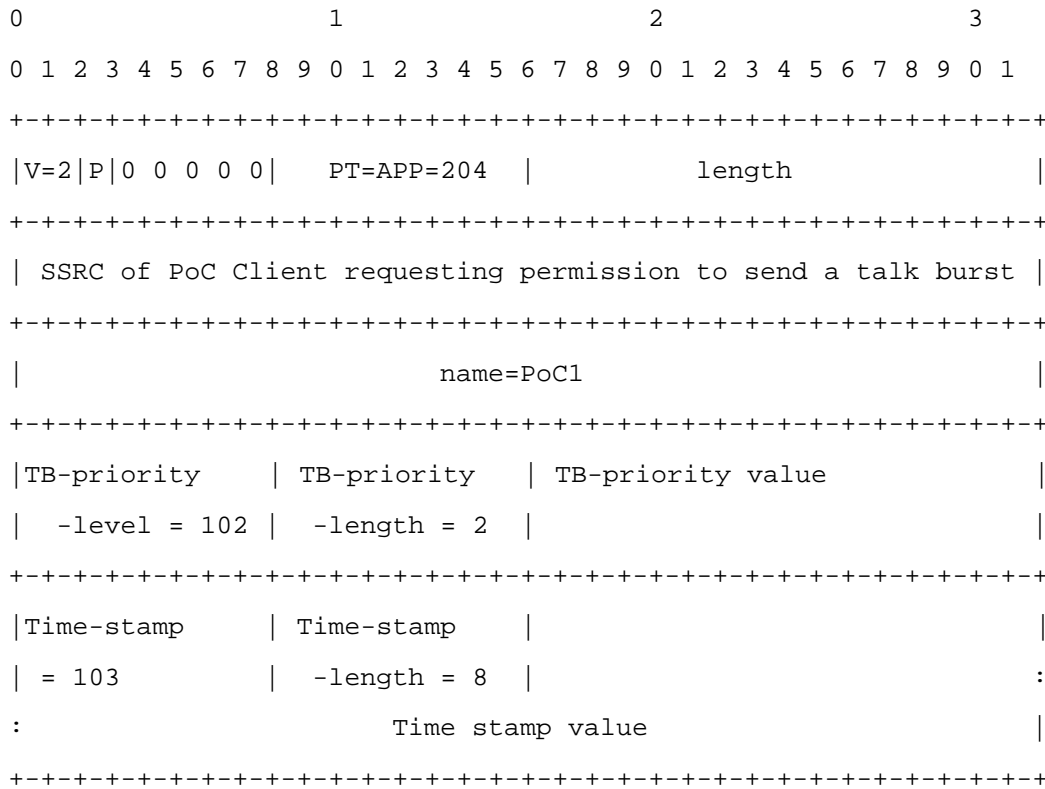 0                   1                   2                   3
0 1 2 3 4 5 6 7 8 9 0 1 2 3 4 5 6 7 8 9 0 1 2 3 4 5 6 7 8 9 0 1
+-+-+-+-+-+-+-+-+-+-+-+-+-+-+-+-+-+-+-+-+-+-+-+-+-+-+-+-+-+-+-+-+
|V=2|P|0 0 0 0 0|   PT=APP=204  |          length               |
+-+-+-+-+-+-+-+-+-+-+-+-+-+-+-+-+-+-+-+-+-+-+-+-+-+-+-+-+-+-+-+-+
| SSRC of PoC Client requesting permission to send a talk burst |
+-+-+-+-+-+-+-+-+-+-+-+-+-+-+-+-+-+-+-+-+-+-+-+-+-+-+-+-+-+-+-+-+
|                          name=PoC1                            |
+-+-+-+-+-+-+-+-+-+-+-+-+-+-+-+-+-+-+-+-+-+-+-+-+-+-+-+-+-+-+-+-+
|TB-priority    | TB-priority   | TB-priority value             |
|  -level = 102 |  -length = 2  |                               |
+-+-+-+-+-+-+-+-+-+-+-+-+-+-+-+-+-+-+-+-+-+-+-+-+-+-+-+-+-+-+-+-+
|Time-stamp     | Time-stamp    |                               |
| = 103         |  -length = 8  |                               :
:                       Time stamp value                        |
+-+-+-+-+-+-+-+-+-+-+-+-+-+-+-+-+-+-+-+-+-+-+-+-+-+-+-+-+-+-+-+-+